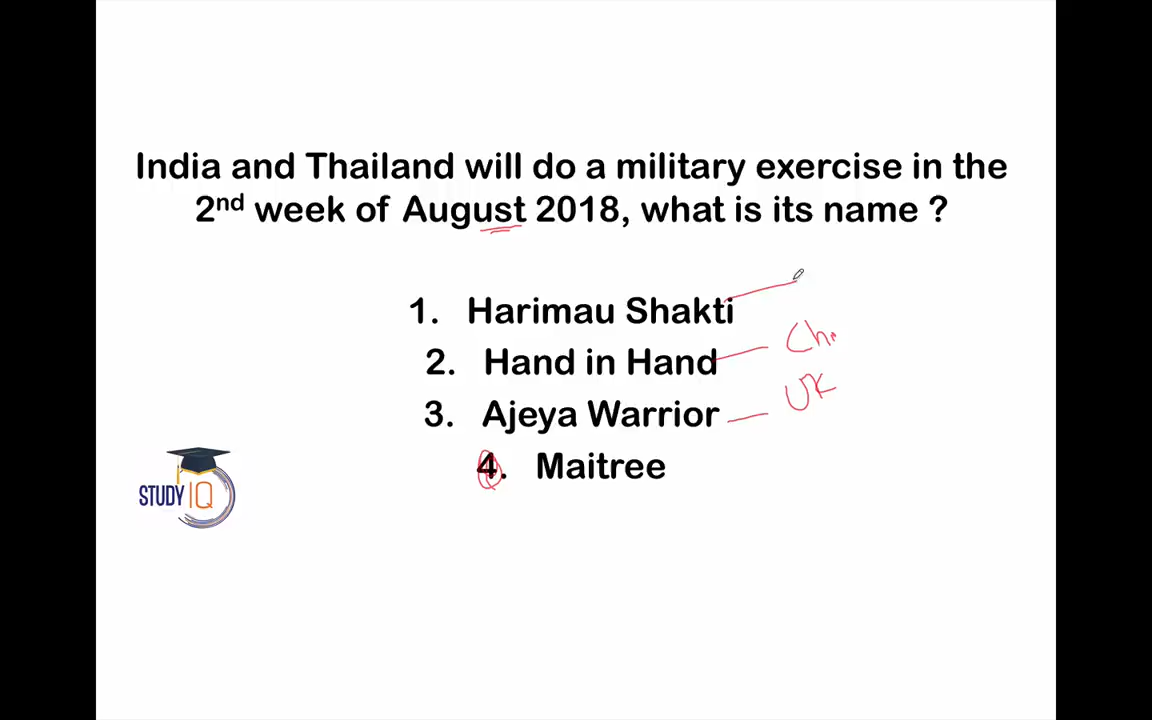 India and Thailand will do a military exercise in the
2nd week of August 2018, what is its name ?
1. Harimau Shakti
2. Hand in Hand
Ch
3. Ajeya Warrior
UK
4. Maitree
STUDY IQ